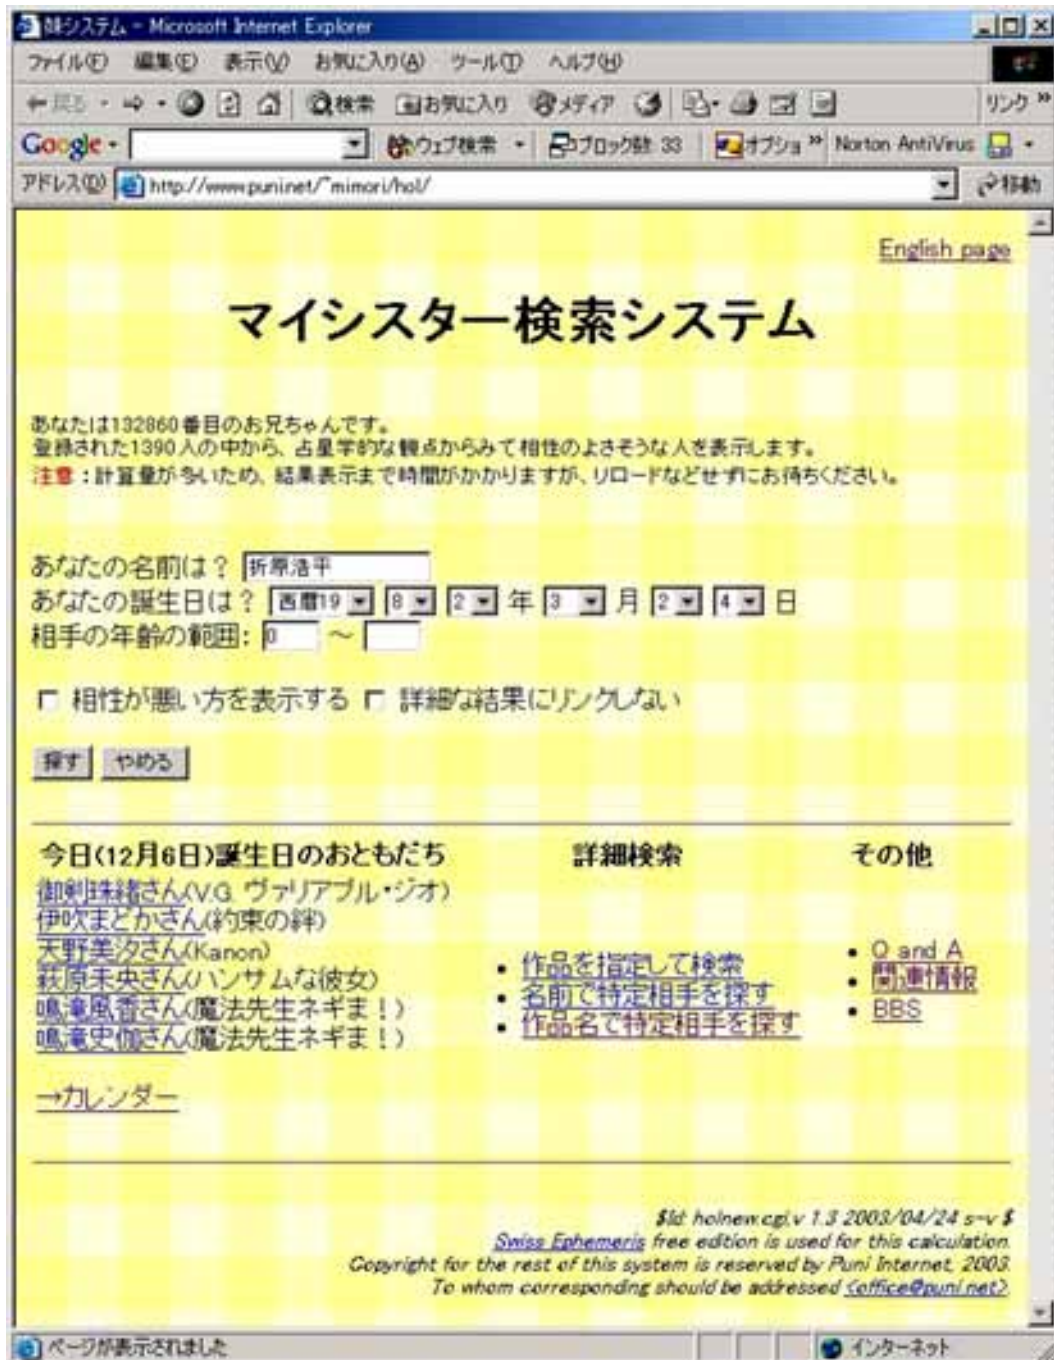 妹システム - Microsoft Internet Explorer
ファイル(F) 編集(E) 表示(V) お気に入り(A) ツール(T) ヘルプ(H)
戻る 検索 お気に入り メディア リンク »
Google ウェブ検索 ブロック数 33 オプショ » Norton AntiVirus
アドレス(D) http://www.puni.net/~mimori/hol/ 移動
English page
マイシスター検索システム
あなたは132860番目のお兄ちゃんです。
登録された1390人の中から、占星学的な観点からみて相性のよさそうな人を表示します。
注意：計算量が多いため、結果表示まで時間がかかりますが、リロードなどせずにお待ちください。
あなたの名前は？ 折原浩平
あなたの誕生日は？ 西暦19 8 2 年 3 月 2 4 日
相手の年齢の範囲: 0 ～
相性が悪い方を表示する 詳細な結果にリンクしない
探す やめる
今日(12月6日)誕生日のおともだち
御剣珠緒さん(V.G. ヴァリアブル・ジオ)
伊吹まどかさん(約束の絆)
天野美汐さん(Kanon)
萩原未央さん(ハンサムな彼女)
鳴滝風香さん(魔法先生ネギま！)
鳴滝史伽さん(魔法先生ネギま！)
→カレンダー
詳細検索
• 作品を指定して検索
• 名前で特定相手を探す
• 作品名で特定相手を探す
その他
• Q and A
• 関連情報
• BBS
$Id: holnew.cgi,v 1.3 2003/04/24 s-v $
Swiss Ephemeris free edition is used for this calculation.
Copyright for the rest of this system is reserved by Puni Internet, 2003.
To whom corresponding should be addressed <office@puni.net>.
ページが表示されました インターネット